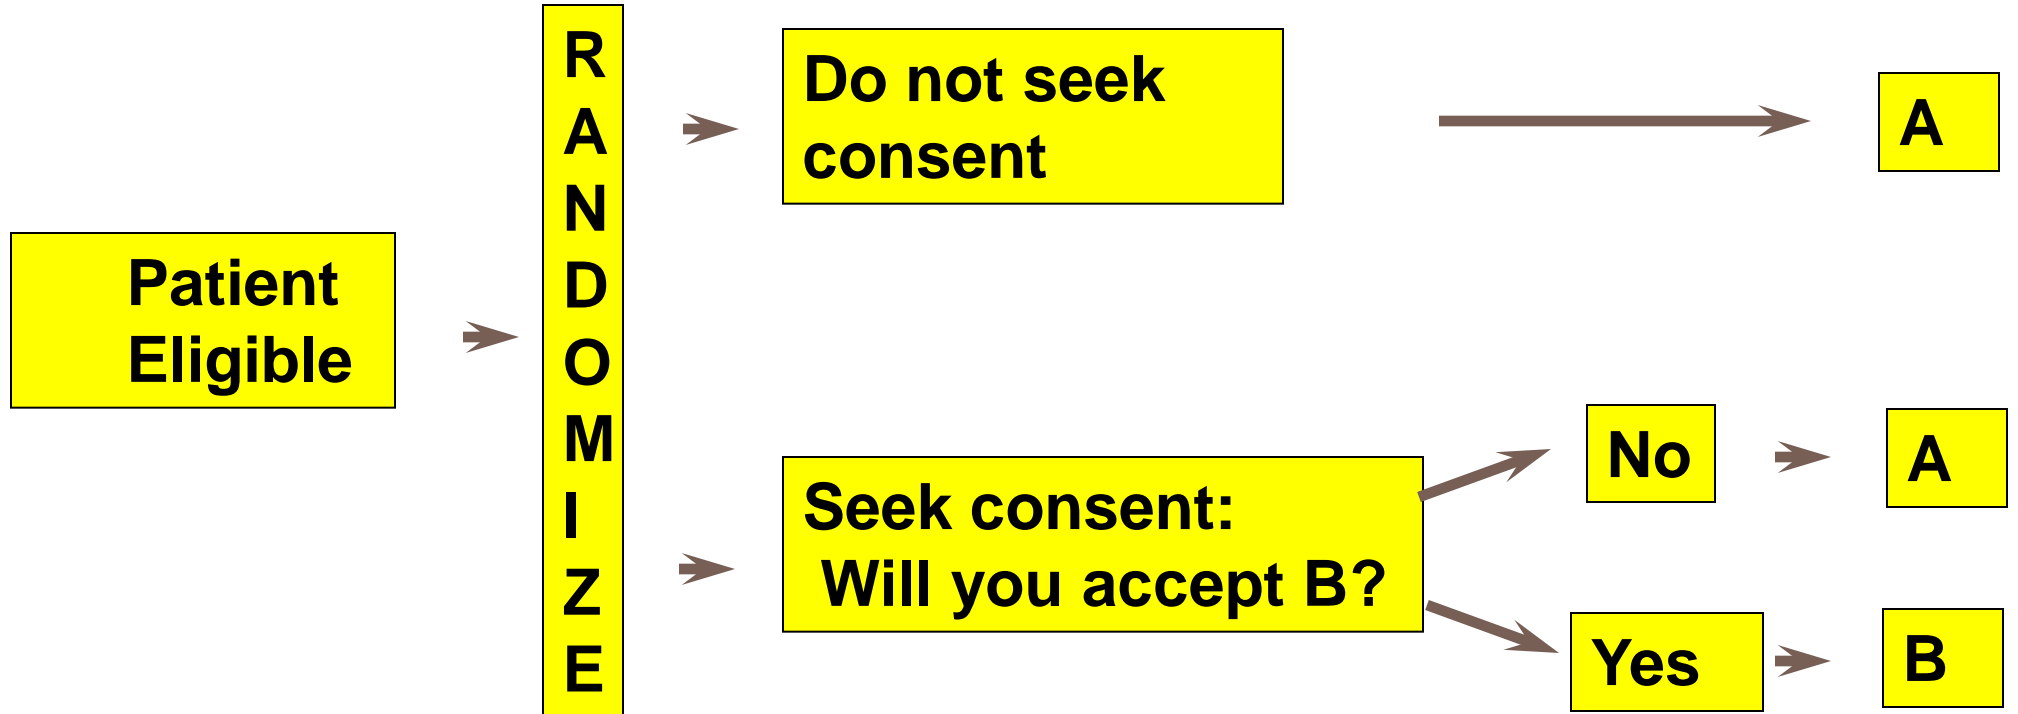 Patient
Eligible
R
A
N
D
O
M
I
Z
E
Do not seek
consent
A
Seek consent:
Will you accept B?
No
A
Yes
B